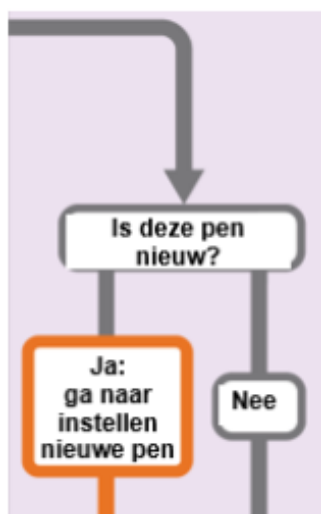 Is deze pen
nieuw?
Ja:
ga naar
instellen
nieuwe pen
Nee